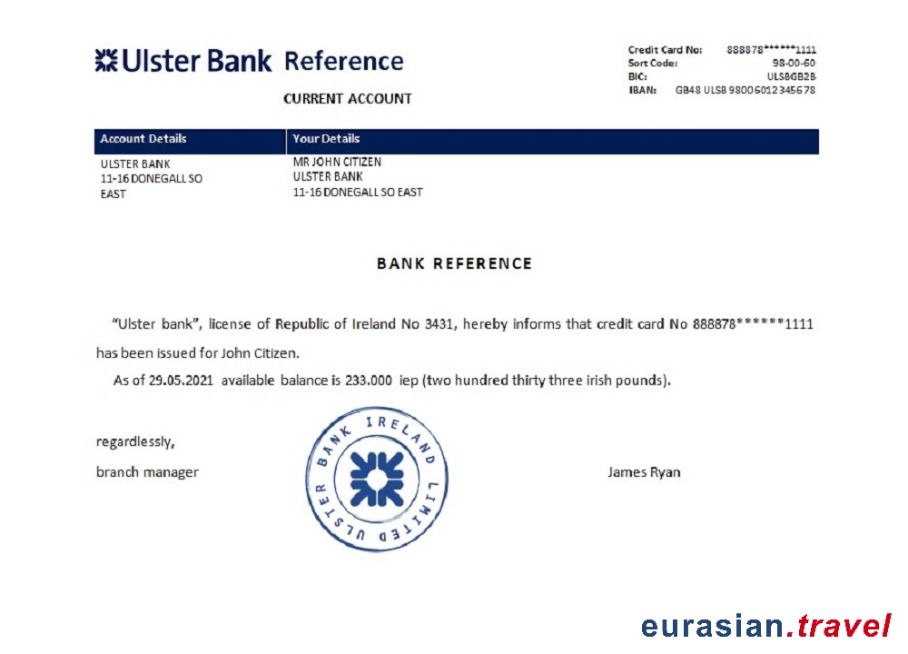 Ulster Bank Reference
CURRENT ACCOUNT
Credit Card No: 888878******1111
Sort Code: 98-00-60
BIC: ULSBGB2B
IBAN: GB48 ULSB 98006012345678
Account Details Your Details
ULSTER BANK
11-16 DONEGALL SO
EAST
MR JOHN CITIZEN
ULSTER BANK
11-16 DONEGALL SO EAST
BANK REFERENCE
“Ulster bank”, license of Republic of Ireland No 3431, hereby informs that credit card No 888878******1111
has been issued for John Citizen.
As of 29.05.2021 available balance is 233.000 iep (two hundred thirty three irish pounds).
regardlessly,
branch manager
James Ryan
ULSTER BANK IRELAND LIMITED
eurasian.travel